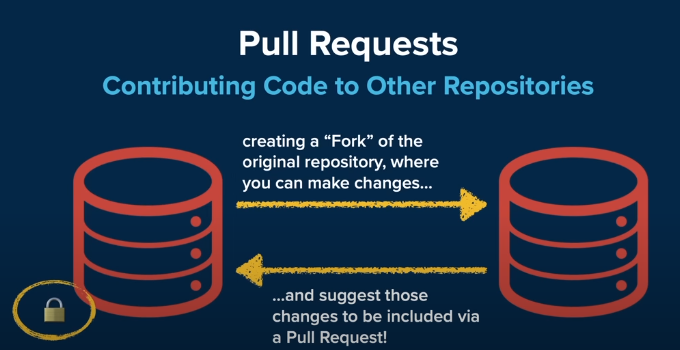 Pull Requests
Contributing Code to Other Repositories
creating a “Fork” of the
original repository, where
you can make changes...
...and suggest those
changes to be included via
a Pull Request!